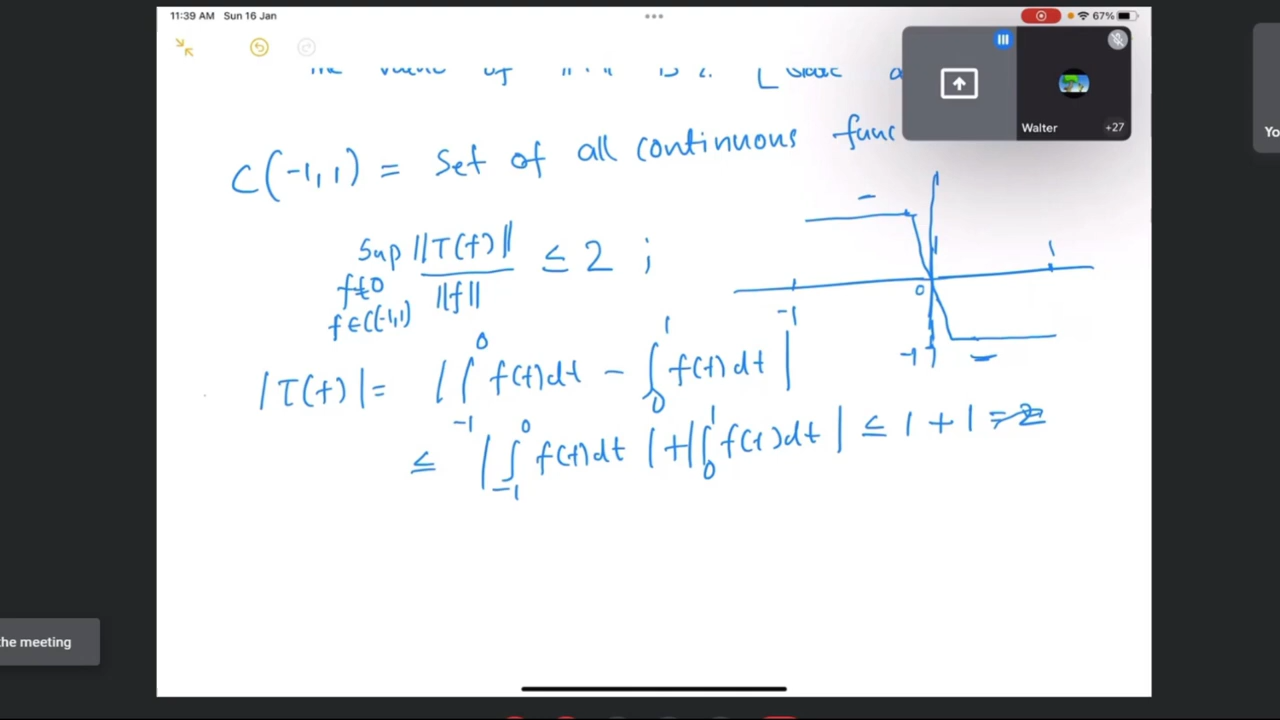 11:39 AM Sun 16 Jan
67%
Walter
+27
Yo
C(-1,1) = Set of all continuous func
Sup ||T(f)|| / ||f|| ≤ 2 ;
f≠0
f∈C(-1,1)
-1 0 1
-1
|T(f)| = | ∫_{-1}^{0} f(t)dt - ∫_{0}^{1} f(t)dt |
≤ | ∫_{-1}^{0} f(t)dt | + | ∫_{0}^{1} f(t)dt | ≤ 1 + 1 = 2
he meeting